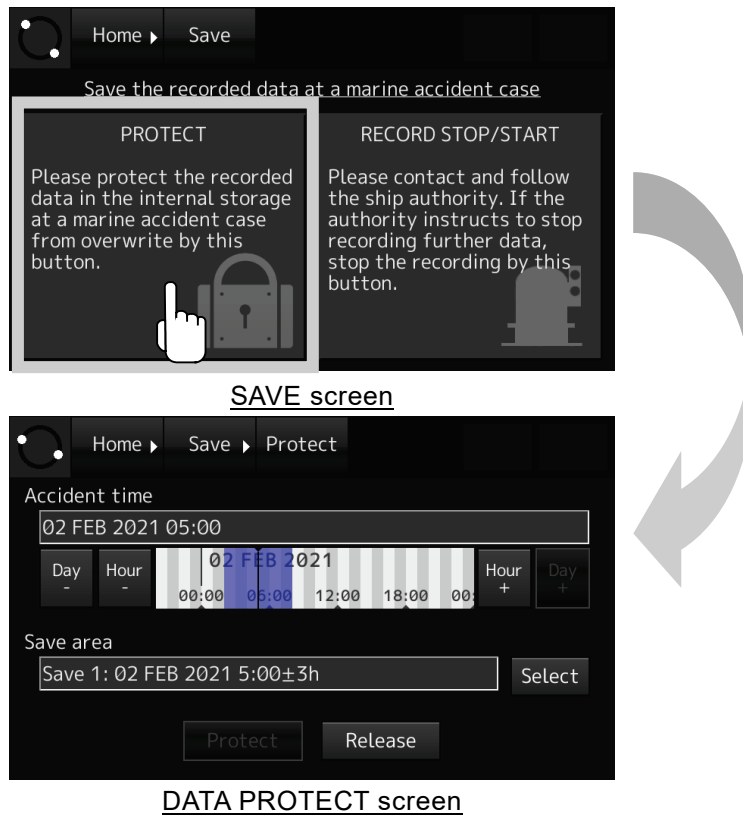 Home Save
Save the recorded data at a marine accident case
PROTECT
Please protect the recorded
data in the internal storage
at a marine accident case
from overwrite by this
button.
RECORD STOP/START
Please contact and follow
the ship authority. If the
authority instructs to stop
recording further data,
stop the recording by this
button.
SAVE screen
Home Save Protect
Accident time
02 FEB 2021 05:00
Day
-
Hour
-
02 FEB 2021
00:00 06:00 12:00 18:00 00:
Hour
+
Day
+
Save area
Save 1: 02 FEB 2021 5:00±3h
Select
Protect Release
DATA PROTECT screen